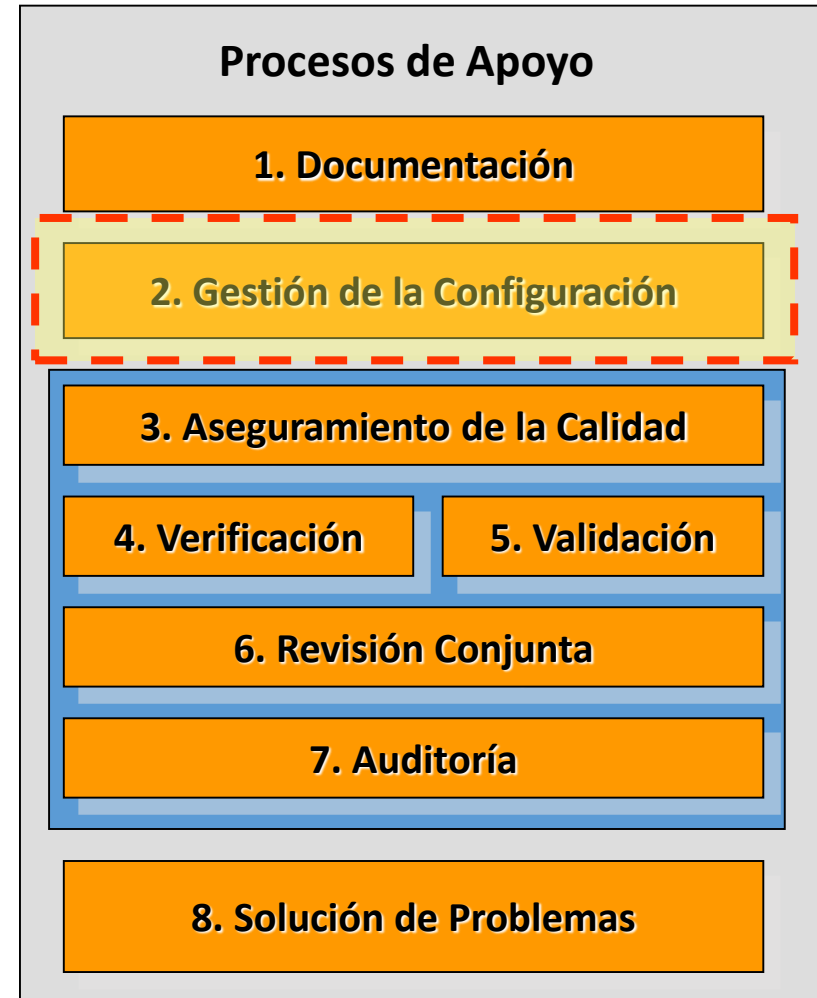 Procesos de Apoyo
1. Documentación
2. Gestión de la Configuración
3. Aseguramiento de la Calidad
4. Verificación
5. Validación
6. Revisión Conjunta
7. Auditoría
8. Solución de Problemas